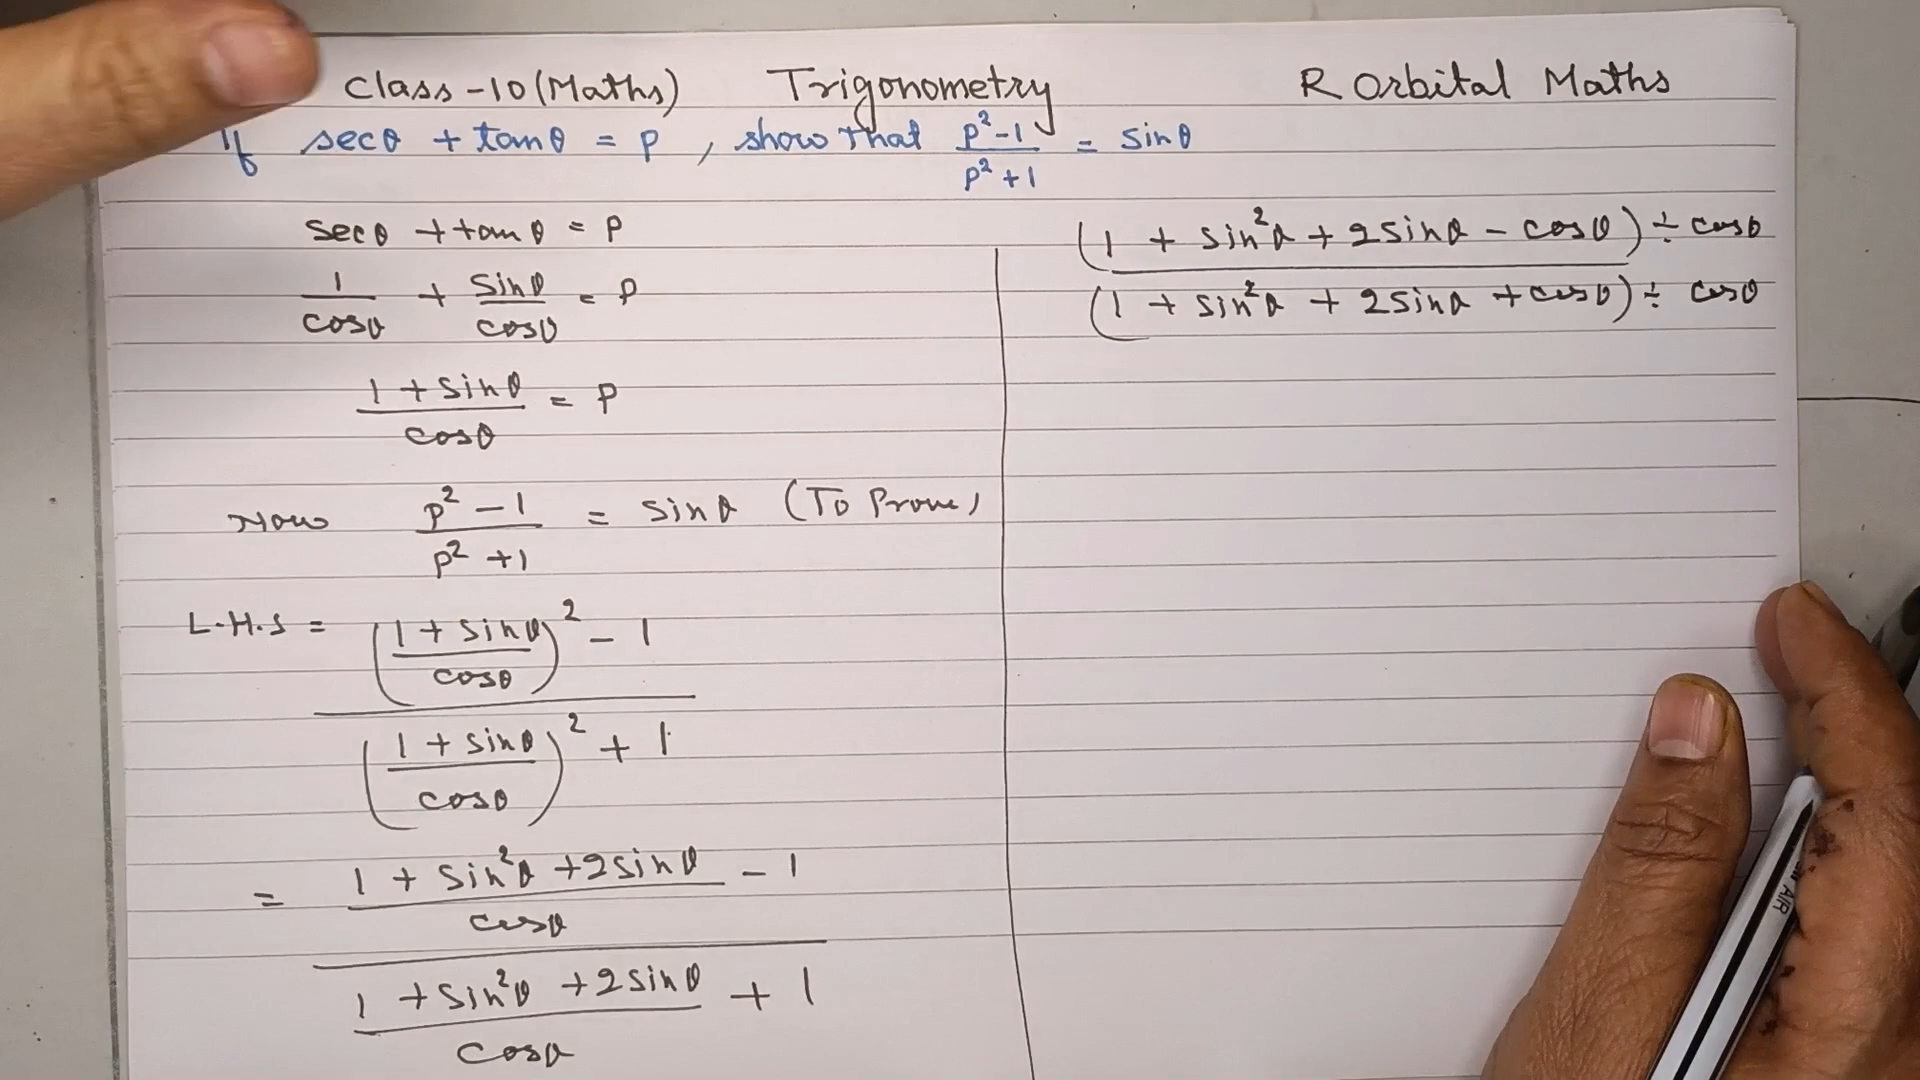 class-10 (Maths) Trigonometry R Orbital Maths
If secθ + tanθ = p, show that p²-1 / p²+1 = sinθ
secθ + tanθ = p
1/cosθ + sinθ/cosθ = p
1 + sinθ / cosθ = p
Now p² - 1 / p² + 1 = sinθ (To Prove)
L.H.S = (1 + sinθ / cosθ)² - 1
(1 + sinθ / cosθ)² + 1
= 1 + sin²θ + 2sinθ / cosθ - 1
1 + sin²θ + 2sinθ / cosθ + 1
(1 + sin²θ + 2sinθ - cosθ) ÷ cosθ
(1 + sin²θ + 2sinθ + cosθ) ÷ cosθ